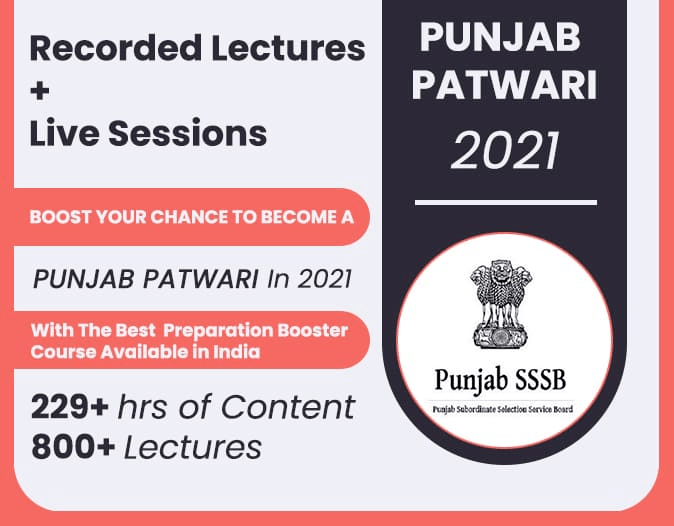 Recorded Lectures
+
Live Sessions
BOOST YOUR CHANCE TO BECOME A
PUNJAB PATWARI In 2021
With The Best Preparation Booster
Course Available in India
229+ hrs of Content
800+ Lectures
PUNJAB
PATWARI
2021
Punjab SSSB
Punjab Subordinate Selection Service Board